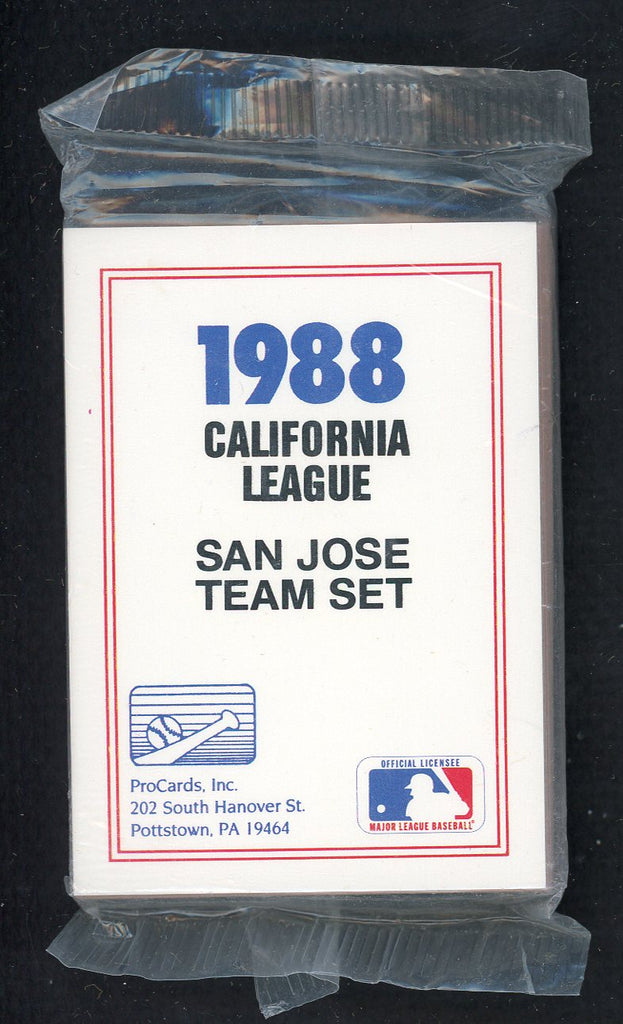 1988
CALIFORNIA
LEAGUE
SAN JOSE
TEAM SET
ProCards, Inc.
202 South Hanover St.
Pottstown, PA 19464
OFFICIAL LICENSEE
MAJOR LEAGUE BASEBALL®